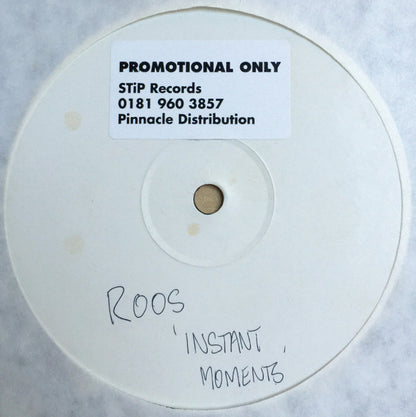 PROMOTIONAL ONLY
STiP Records
0181 960 3857
Pinnacle Distribution
ROOS
'INSTANT
MOMENTS'